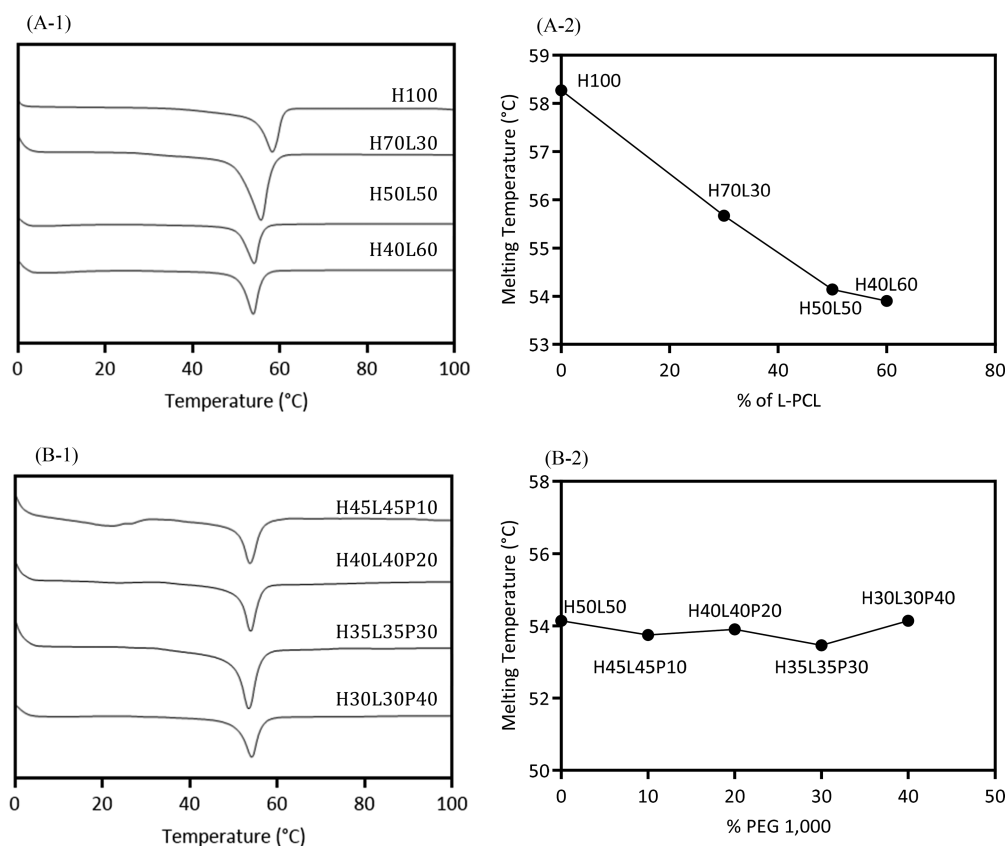 (A-1)
H100
H70L30
H50L50
H40L60
0 20 40 60 80 100
Temperature (°C)
(A-2)
Melting Temperature (°C)
59
58
57
56
55
54
53
H100
H70L30
H40L60
H50L50
0 20 40 60 80
% of L-PCL
(B-1)
H45L45P10
H40L40P20
H35L35P30
H30L30P40
0 20 40 60 80 100
Temperature (°C)
(B-2)
Melting Temperature (°C)
58
56
54
52
50
H50L50
H40L40P20
H30L30P40
H45L45P10
H35L35P30
0 10 20 30 40 50
% PEG 1,000